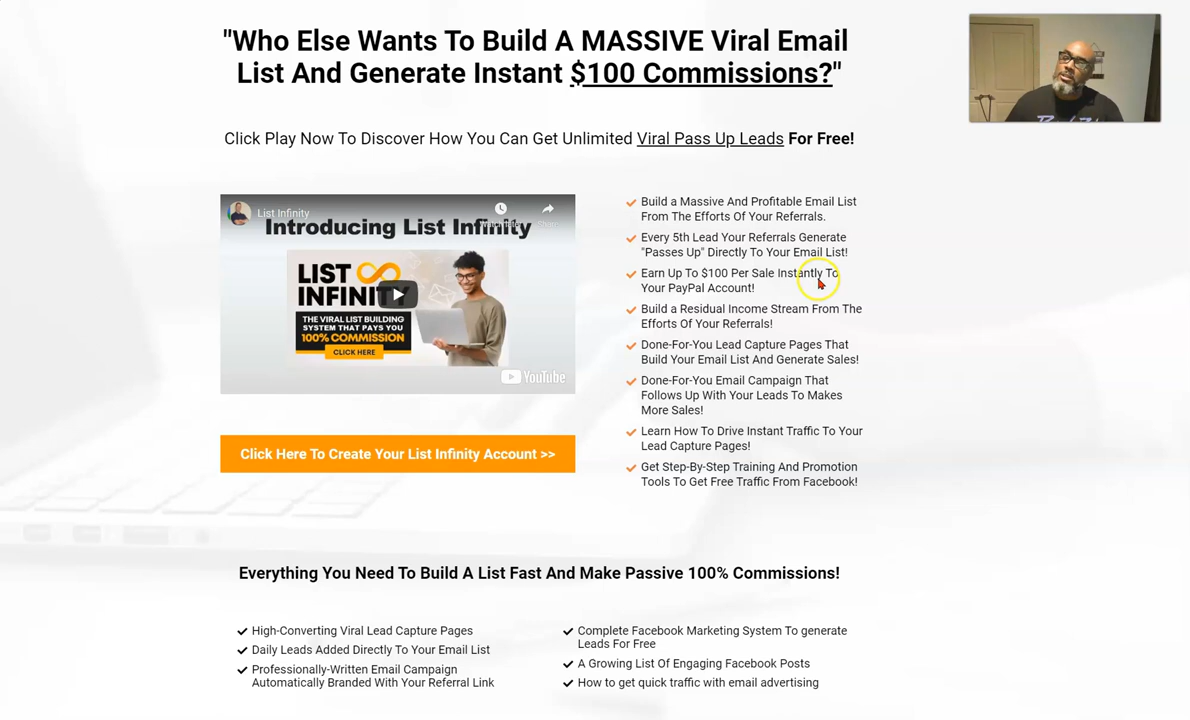 "Who Else Wants To Build A MASSIVE Viral Email
List And Generate Instant $100 Commissions?"
Click Play Now To Discover How You Can Get Unlimited Viral Pass Up Leads For Free!
List Infinity
Introducing List Infinity
LIST
INFINITY
THE VIRAL LIST BUILDING
SYSTEM THAT PAYS YOU
100% COMMISSION
CLICK HERE
YouTube
Click Here To Create Your List Infinity Account >>
Build a Massive And Profitable Email List
From The Efforts Of Your Referrals.
Every 5th Lead Your Referrals Generate
"Passes Up" Directly To Your Email List!
Earn Up To $100 Per Sale Instantly To
Your PayPal Account!
Build a Residual Income Stream From The
Efforts Of Your Referrals!
Done-For-You Lead Capture Pages That
Build Your Email List And Generate Sales!
Done-For-You Email Campaign That
Follows Up With Your Leads To Makes
More Sales!
Learn How To Drive Instant Traffic To Your
Lead Capture Pages!
Get Step-By-Step Training And Promotion
Tools To Get Free Traffic From Facebook!
Everything You Need To Build A List Fast And Make Passive 100% Commissions!
High-Converting Viral Lead Capture Pages
Daily Leads Added Directly To Your Email List
Professionally-Written Email Campaign
Automatically Branded With Your Referral Link
Complete Facebook Marketing System To generate
Leads For Free
A Growing List Of Engaging Facebook Posts
How to get quick traffic with email advertising